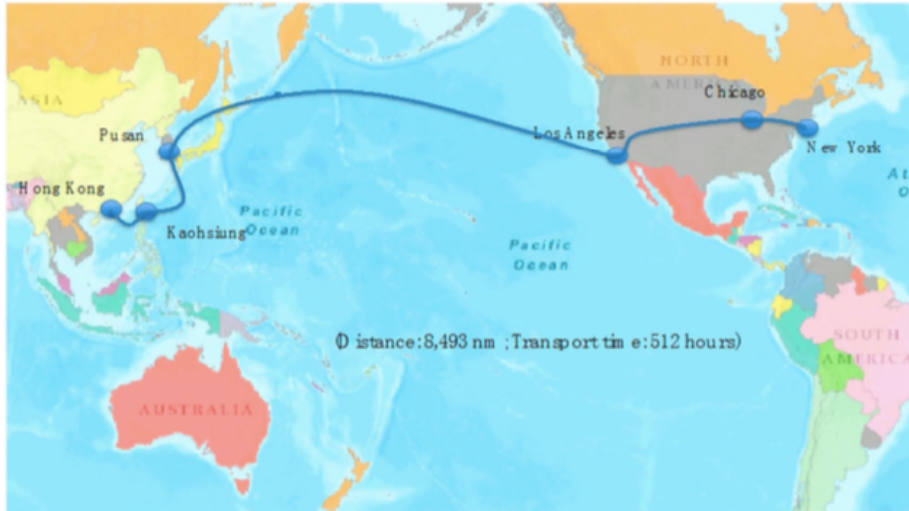 NORTH
AMERICA
Chicago
ASIA
Pusan
Los Angeles
New York
Hong Kong
Pacific
Ocean
Kaohsiung
Pacific
Ocean
(Distance:8,493 nm ;Transport time:512 hours)
SOUTH
AMERICA
AUSTRALIA